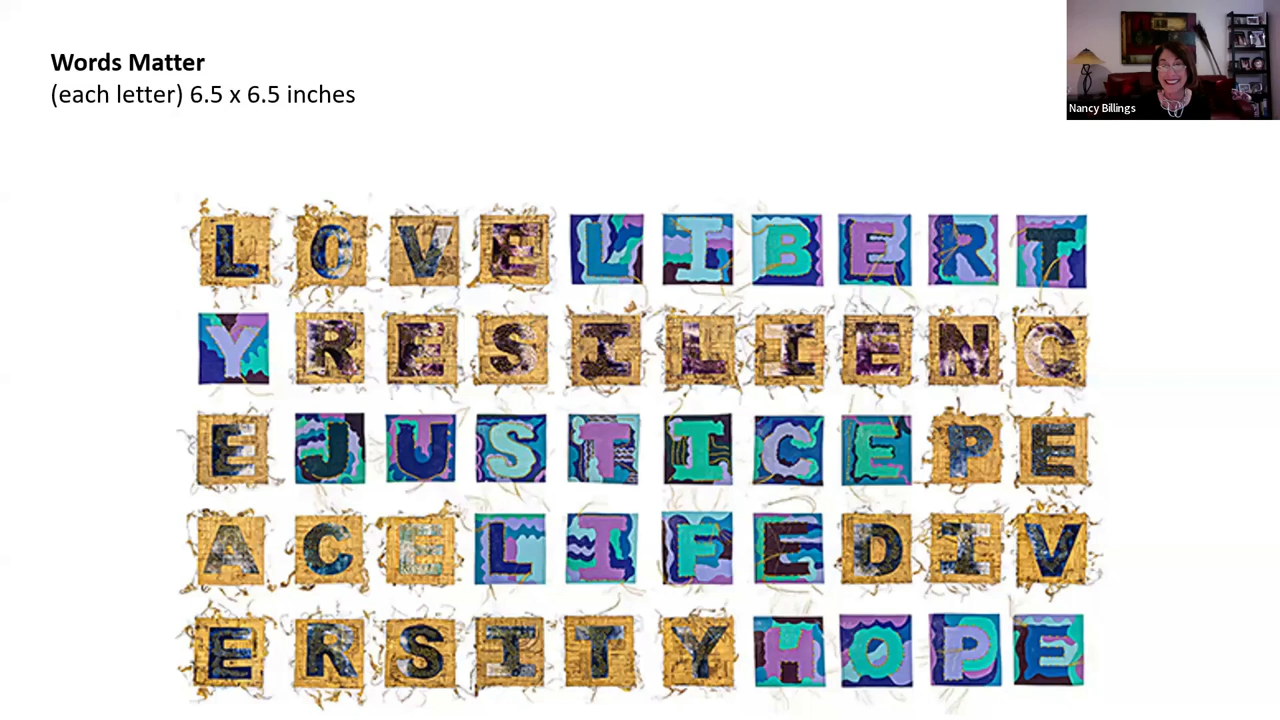 Words Matter
(each letter) 6.5 x 6.5 inches
Nancy Billings
LOVELIBERT
YRESILIENC
EJUSTICEPE
ACELIFEDIV
ERSITYHOPE